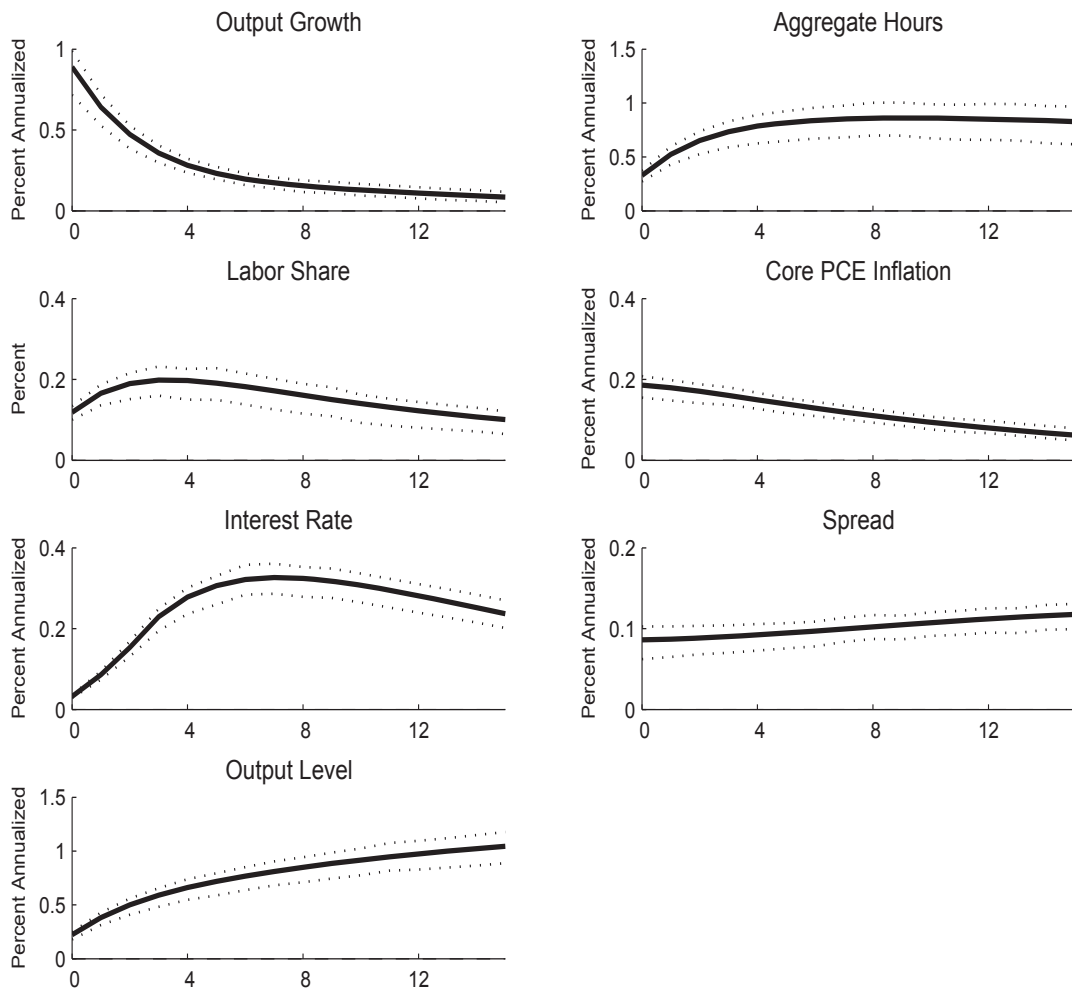 Output Growth
Percent Annualized
1
0.5
0
0 4 8 12
Aggregate Hours
Percent Annualized
1.5
1
0.5
0
0 4 8 12
Labor Share
Percent
0.4
0.2
0
0 4 8 12
Core PCE Inflation
Percent Annualized
0.4
0.2
0
0 4 8 12
Interest Rate
Percent Annualized
0.4
0.2
0
0 4 8 12
Spread
Percent Annualized
0.2
0.1
0
0 4 8 12
Output Level
Percent Annualized
1.5
1
0.5
0
0 4 8 12